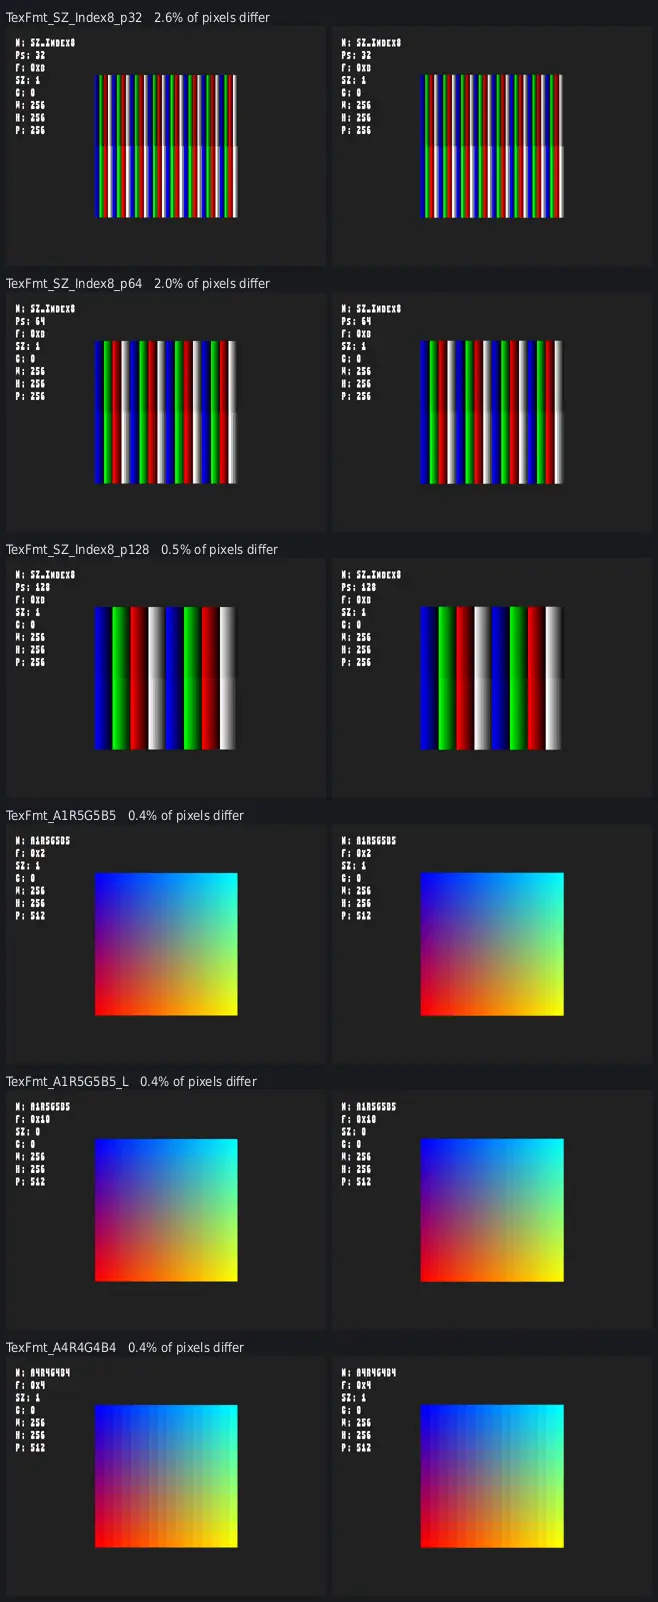 TexFmt_SZ_Index8_p32 2.6% of pixels differ
N: SZ_INDEX8
PS: 32
F: 0XB
SZ: 1
C: 0
W: 256
H: 256
P: 256
N: SZ_INDEX8
PS: 32
F: 0XB
SZ: 1
C: 0
W: 256
H: 256
P: 256
TexFmt_SZ_Index8_p64 2.0% of pixels differ
N: SZ_INDEX8
PS: 64
F: 0XB
SZ: 1
C: 0
W: 256
H: 256
P: 256
N: SZ_INDEX8
PS: 64
F: 0XB
SZ: 1
C: 0
W: 256
H: 256
P: 256
TexFmt_SZ_Index8_p128 0.5% of pixels differ
N: SZ_INDEX8
PS: 128
F: 0XB
SZ: 1
C: 0
W: 256
H: 256
P: 256
N: SZ_INDEX8
PS: 128
F: 0XB
SZ: 1
C: 0
W: 256
H: 256
P: 256
TexFmt_A1R5G5B5 0.4% of pixels differ
N: A1R5G5B5
F: 0X2
SZ: 1
C: 0
W: 256
H: 256
P: 512
N: A1R5G5B5
F: 0X2
SZ: 1
C: 0
W: 256
H: 256
P: 512
TexFmt_A1R5G5B5_L 0.4% of pixels differ
N: A1R5G5B5
F: 0X10
SZ: 0
C: 0
W: 256
H: 256
P: 512
N: A1R5G5B5
F: 0X10
SZ: 0
C: 0
W: 256
H: 256
P: 512
TexFmt_A4R4G4B4 0.4% of pixels differ
N: A4R4G4B4
F: 0X4
SZ: 1
C: 0
W: 256
H: 256
P: 512
N: A4R4G4B4
F: 0X4
SZ: 1
C: 0
W: 256
H: 256
P: 512